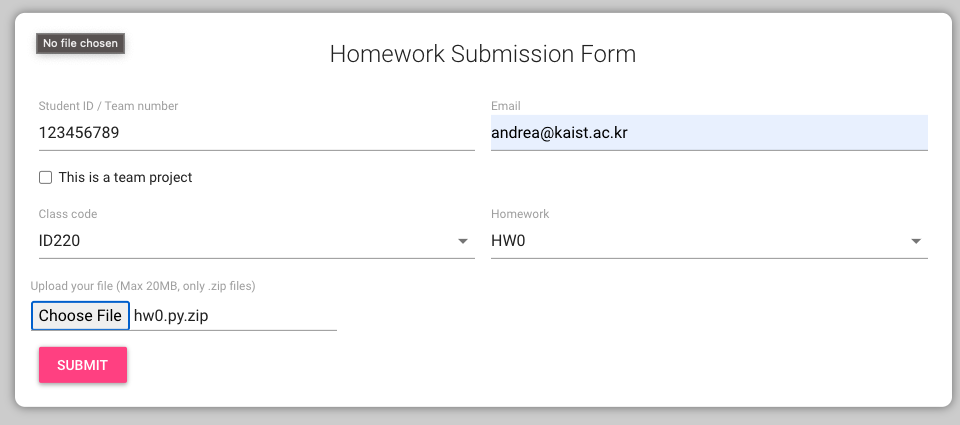 No file chosen
Homework Submission Form
Student ID / Team number
Email
123456789
andrea@kaist.ac.kr
This is a team project
Class code
Homework
ID220
HW0
Upload your file (Max 20MB, only .zip files)
Choose File hw0.py.zip
SUBMIT